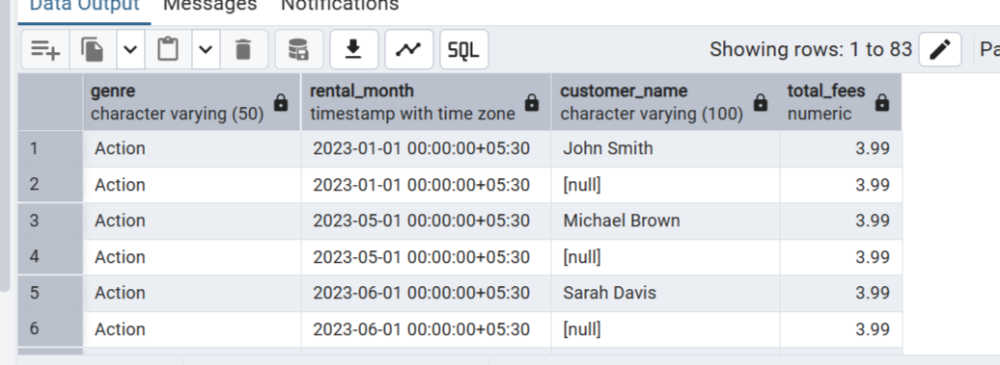 Data Output Messages Notifications
SQL Showing rows: 1 to 83 Pa
genre rental_month customer_name total_fees
character varying (50) timestamp with time zone character varying (100) numeric
1 Action 2023-01-01 00:00:00+05:30 John Smith 3.99
2 Action 2023-01-01 00:00:00+05:30 [null] 3.99
3 Action 2023-05-01 00:00:00+05:30 Michael Brown 3.99
4 Action 2023-05-01 00:00:00+05:30 [null] 3.99
5 Action 2023-06-01 00:00:00+05:30 Sarah Davis 3.99
6 Action 2023-06-01 00:00:00+05:30 [null] 3.99